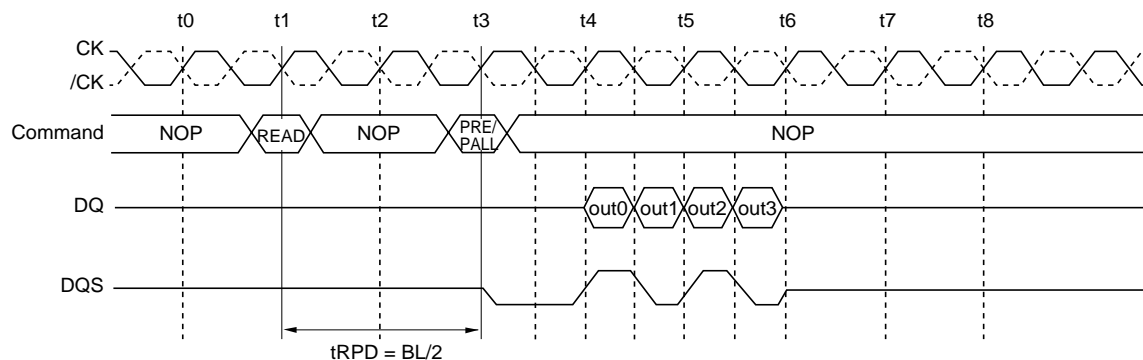 t0 t1 t2 t3 t4 t5 t6 t7 t8
CK
/CK
Command NOP READ NOP PRE/ PALL NOP
DQ out0 out1 out2 out3
DQS
tRPD = BL/2